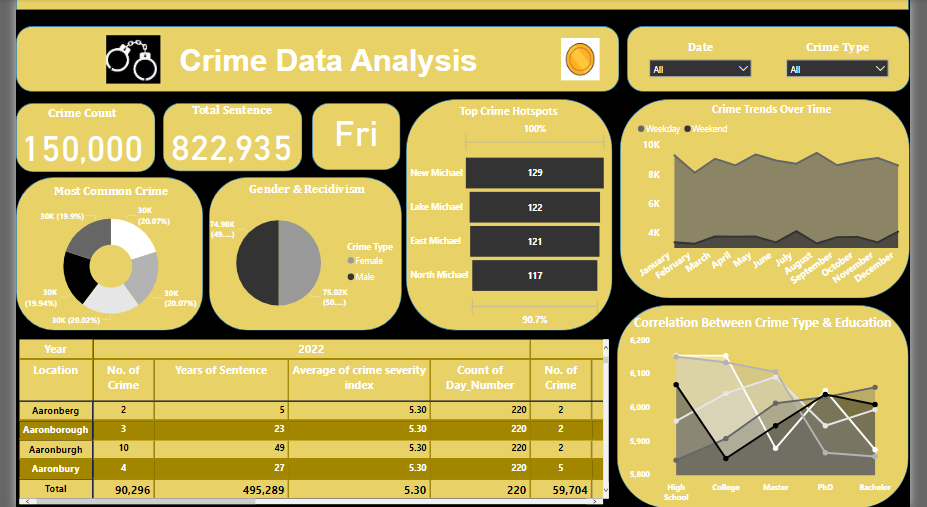 Crime Data Analysis
Date
Crime Type
All
All
Crime Count
150,000
Total Sentence
822,935
Fri
Top Crime Hotspots
100%
New Michael 129
Lake Michael 122
East Michael 121
North Michael 117
90.7%
Crime Trends Over Time
Weekday Weekend
10K
8K
6K
4K
January February March April May June July August September October November December
Most Common Crime
30K (19.9%)
30K
(20.07%)
30K
(20.07%)
30K (20.02%)
30K
(19.94%)
Gender & Recidivism
74.98K
(49....)
75.02K
(50....)
Crime Type
Female
Male
Year 2022
Location No. of Crime Years of Sentence Average of crime severity index Count of Day_Number No. of Crime
Aaronberg 2 5 5.30 220 2
Aaronborough 3 23 5.30 220 2
Aaronburgh 10 49 5.30 220 2
Aaronbury 4 27 5.30 220 5
Total 90,296 495,289 5.30 220 59,704
Correlation Between Crime Type & Education
6,200
6,100
6,000
5,900
5,800
High School College Master PhD Bachelor